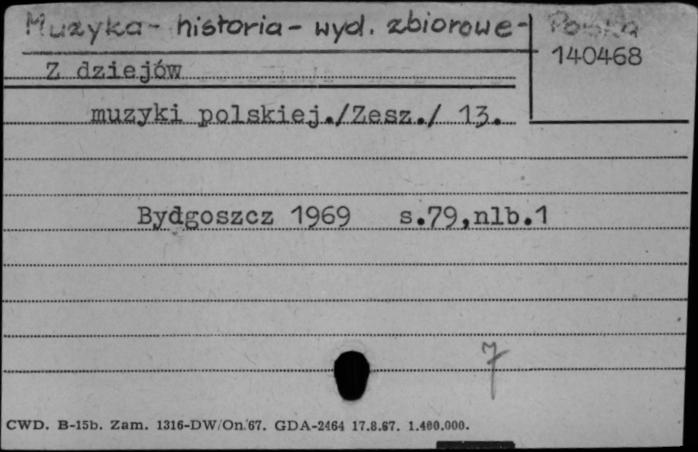 Muzyka - historia - wyd. zbiorowe - Polska
140468
Z dziejów
muzyki polskiej./Zesz./ 13.
Bydgoszcz 1969 s.79,nlb.1
7
CWD. B-15b. Zam. 1316-DW/On.67. GDA-2464 17.8.67. 1.400.000.